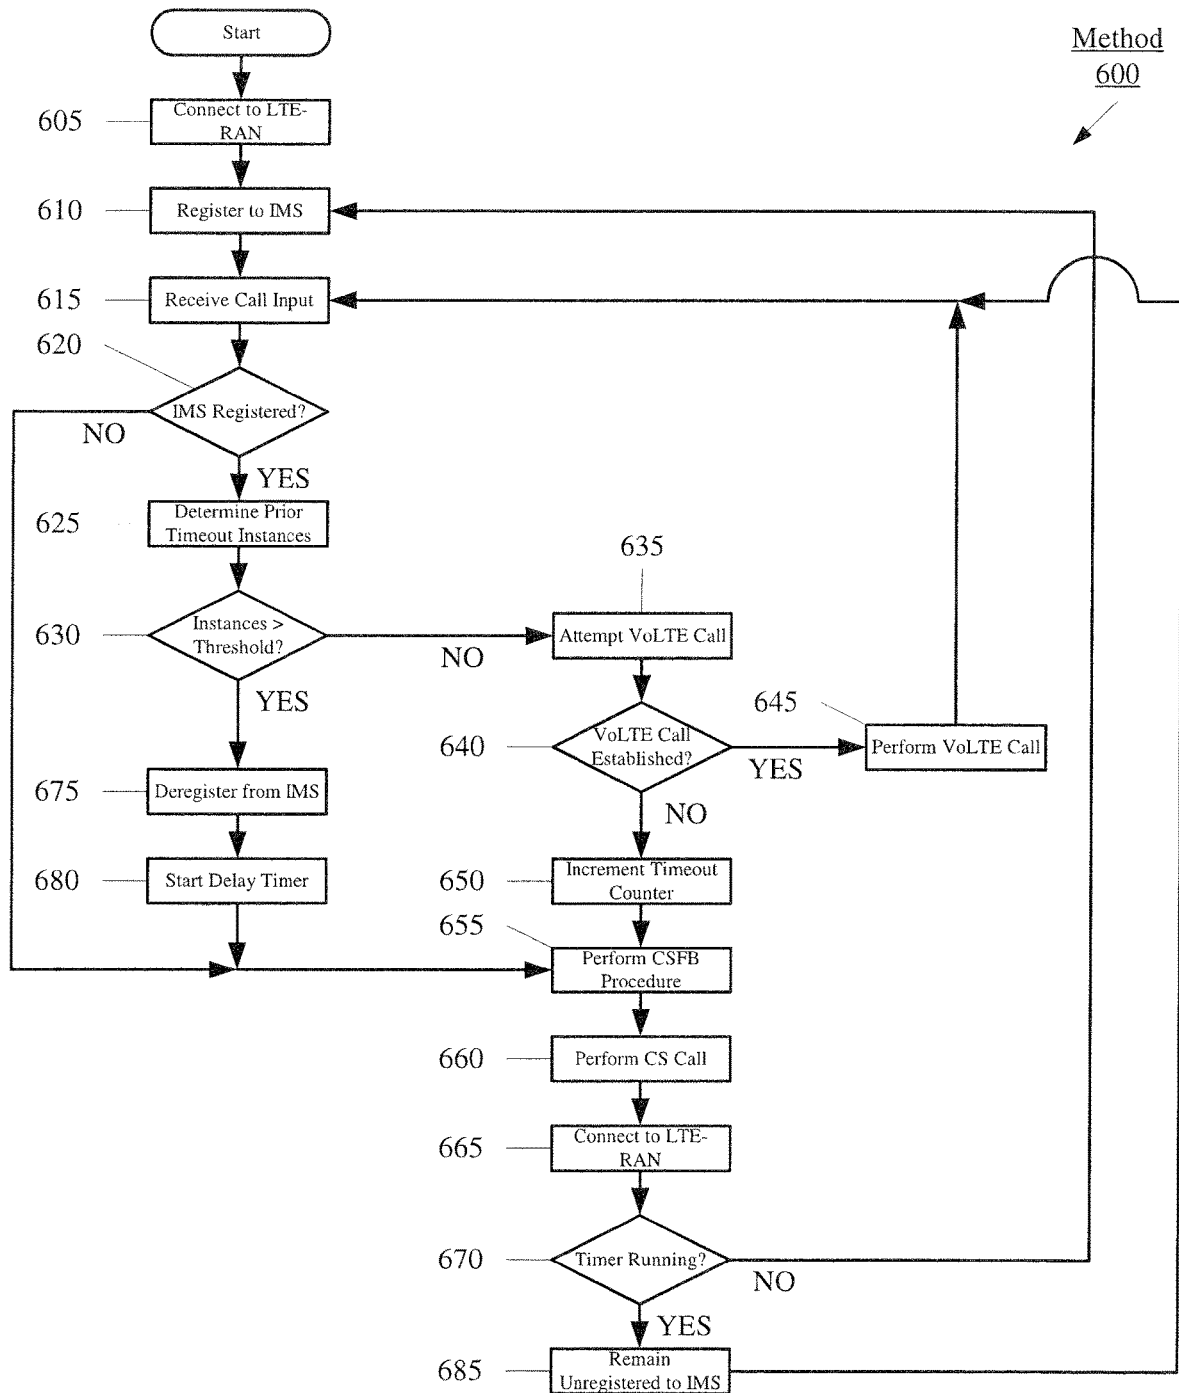 Start
Method
600
605
Connect to LTE-
RAN
610
Register to IMS
615
Receive Call Input
620
IMS Registered?
NO
YES
625
Determine Prior
Timeout Instances
635
630
Instances >
Threshold?
NO
Attempt VoLTE Call
YES
645
640
VoLTE Call
Established?
YES
Perform VoLTE Call
675
Deregister from IMS
NO
680
Start Delay Timer
650
Increment Timeout
Counter
655
Perform CSFB
Procedure
660
Perform CS Call
665
Connect to LTE-
RAN
670
Timer Running?
NO
YES
685
Remain
Unregistered to IMS